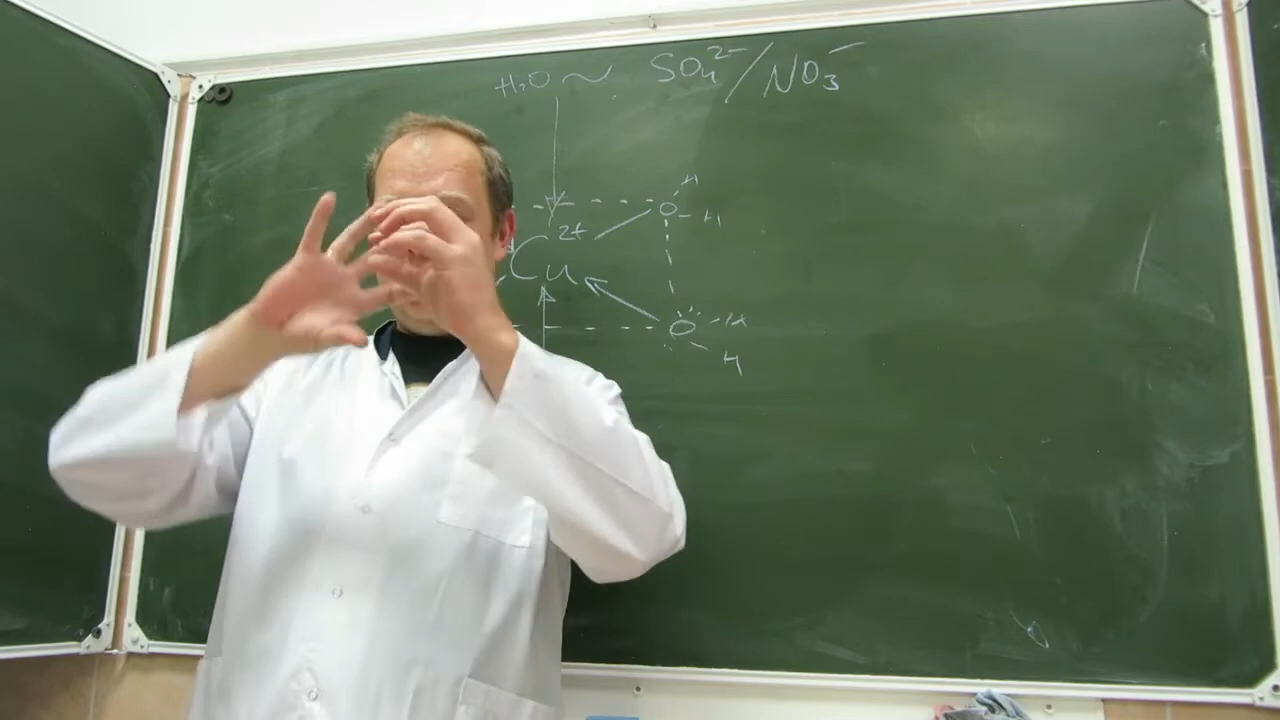 H₂O ~ SO₄²⁻/NO₃⁻
H
O - H
2+
Cu
O - H
H